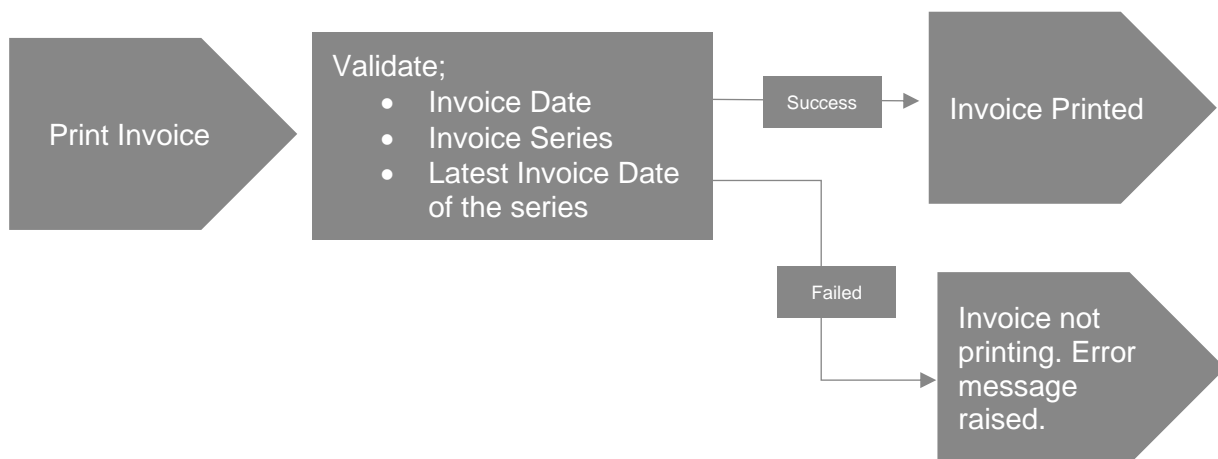 Print Invoice
Validate;
• Invoice Date
• Invoice Series
• Latest Invoice Date
of the series
Success
Invoice Printed
Failed
Invoice not
printing. Error
message
raised.